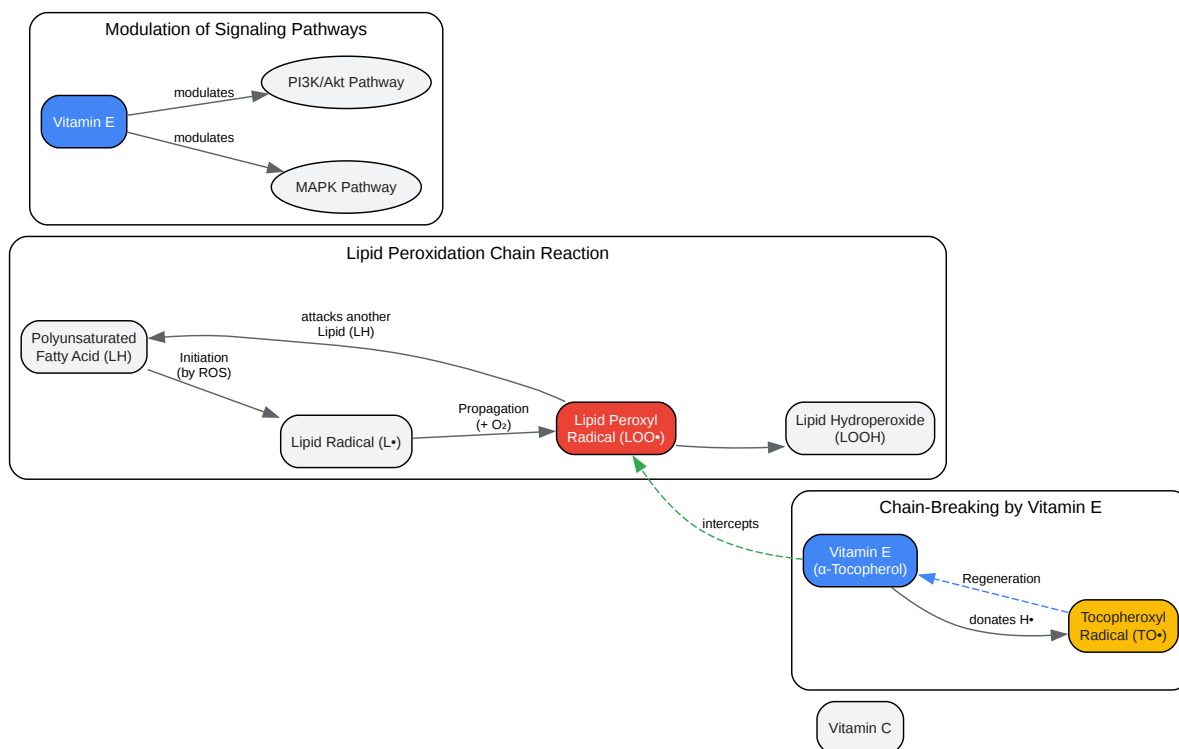 Modulation of Signaling Pathways
PI3K/Akt Pathway
modulates
Vitamin E
modulates
MAPK Pathway
Lipid Peroxidation Chain Reaction
attacks another
Lipid (LH)
Polyunsaturated
Fatty Acid (LH)
Initiation
(by ROS)
Propagation
(+ O₂)
Lipid Radical (L•)
Lipid Peroxyl
Radical (LOO•)
Lipid Hydroperoxide
(LOOH)
Chain-Breaking by Vitamin E
intercepts
Vitamin E
(α-Tocopherol)
Regeneration
donates H•
Tocopheroxyl
Radical (TO•)
Vitamin C